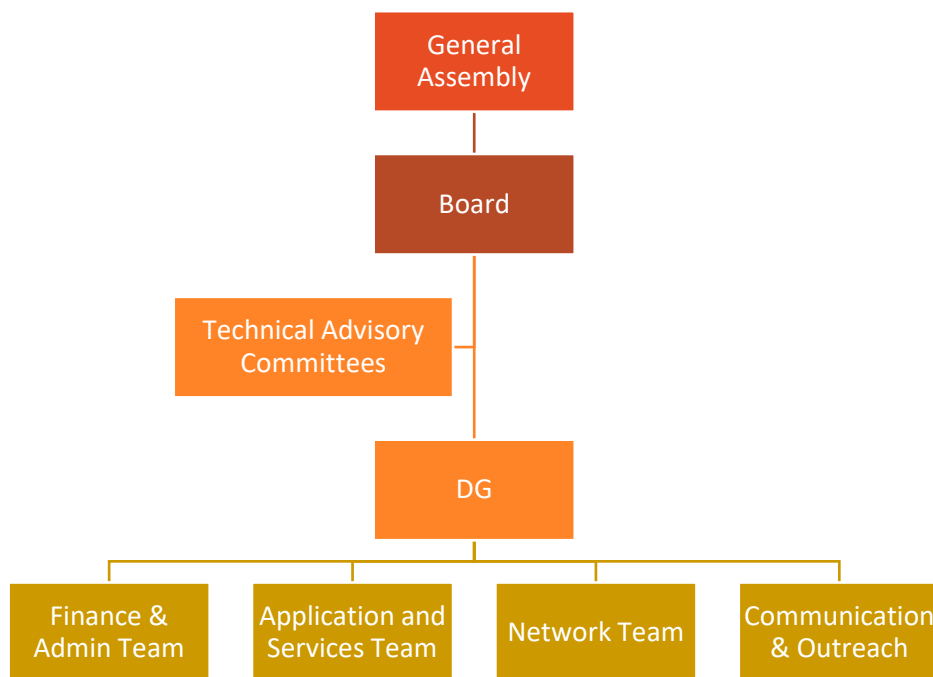 General
Assembly
Board
Technical Advisory
Committees
DG
Finance &
Admin Team
Application and
Services Team
Network Team
Communication
& Outreach